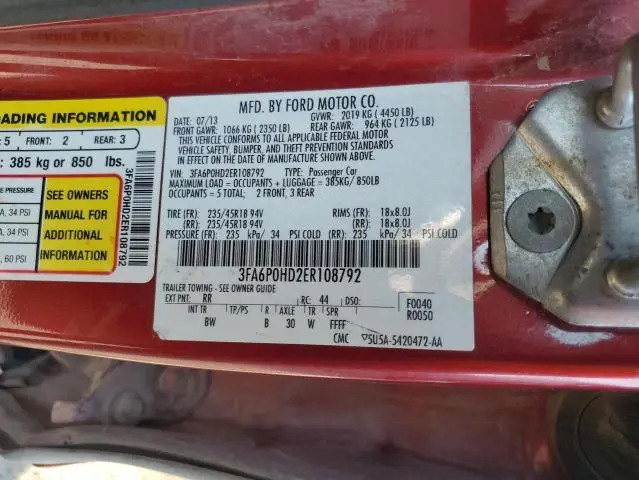 OADING INFORMATION
5 FRONT: 2 REAR: 3
: 385 kg or 850 lbs.
E PRESSURE
A, 34 PSI
A, 34 PSI
, 60 PSI
SEE OWNERS
MANUAL FOR
ADDITIONAL
INFORMATION
3FA6P0HD2ER108792
MFD. BY FORD MOTOR CO.
DATE: 07/13 GVWR: 2019 KG ( 4450 LB)
FRONT GAWR: 1066 KG ( 2350 LB) REAR GAWR: 964 KG ( 2125 LB)
THIS VEHICLE CONFORMS TO ALL APPLICABLE FEDERAL MOTOR
VEHICLE SAFETY, BUMPER, AND THEFT PREVENTION STANDARDS
IN EFFECT ON THE DATE OF MANUFACTURE SHOWN ABOVE.
VIN: 3FA6P0HD2ER108792 TYPE: Passenger Car
MAXIMUM LOAD = OCCUPANTS + LUGGAGE = 385KG/ 850LB
OCCUPANTS = 5 TOTAL, 2 FRONT, 3 REAR
TIRE (FR): 235/45R18 94V RIMS (FR): 18x8.0J
(RR): 235/45R18 94V (RR): 18x8.0J
PRESSURE (FR): 235 kPa/ 34 PSI COLD (RR): 235 kPa/ 34 PSI COLD
3FA6P0HD2ER108792
TRAILER TOWING - SEE OWNER GUIDE
EXT PNT: RR RC: 44 DSO:
INT TR TP/PS R AXLE TR SPR
BW B 30 W FFFF
F0040
R0050
CMC ▽5U5A-5420472-AA